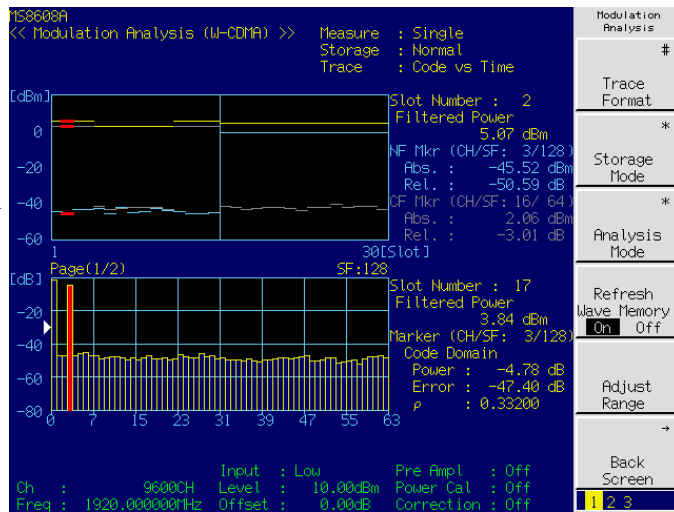 MS8608A
<< Modulation Analysis (W-CDMA) >>
Measure : Single
Storage : Normal
Trace : Code vs Time
[dBm]
0
-20
-40
-60
1
30[Slot]
Slot Number : 2
Filtered Power
5.07 dBm
NF Mkr (CH/SF: 3/128)
Abs. : -45.52 dBm
Rel. : -50.59 dB
CF Mkr (CH/SF: 16/ 64)
Abs. : 2.06 dBm
Rel. : -3.01 dB
Page(1/2)
SF:128
[dB]
-20
-40
-60
-80
0 7 15 23 31 39 47 55 63
Slot Number : 17
Filtered Power
3.84 dBm
Marker (CH/SF: 3/128)
Code Domain
Power : -4.78 dB
Error : -47.40 dB
ρ : 0.33200
Input : Low Pre Ampl : Off
Ch : 9600CH Level : 10.00dBm Power Cal : Off
Freq : 1920.000000MHz Offset : 0.00dB Correction : Off
Modulation
Analysis
#
Trace
Format
*
Storage
Mode
*
Analysis
Mode
Refresh
Wave Memory
On Off
Adjust
Range
→
Back
Screen
1 2 3